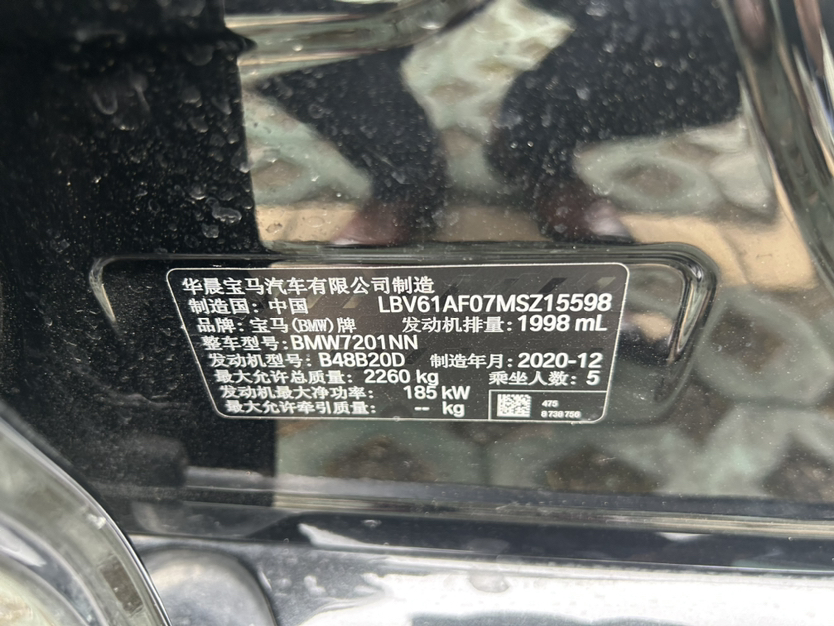 华晨宝马汽车有限公司制造
制造国: 中国 LBV61AF07MSZ15598
品牌: 宝马(BMW)牌 发动机排量: 1998 mL
整车型号: BMW7201NN
发动机型号: B48B20D 制造年月: 2020-12
最大允许总质量: 2260 kg 乘坐人数: 5
发动机最大净功率: 185 kW
最大允许牵引质量: -- kg
475
0 730 750